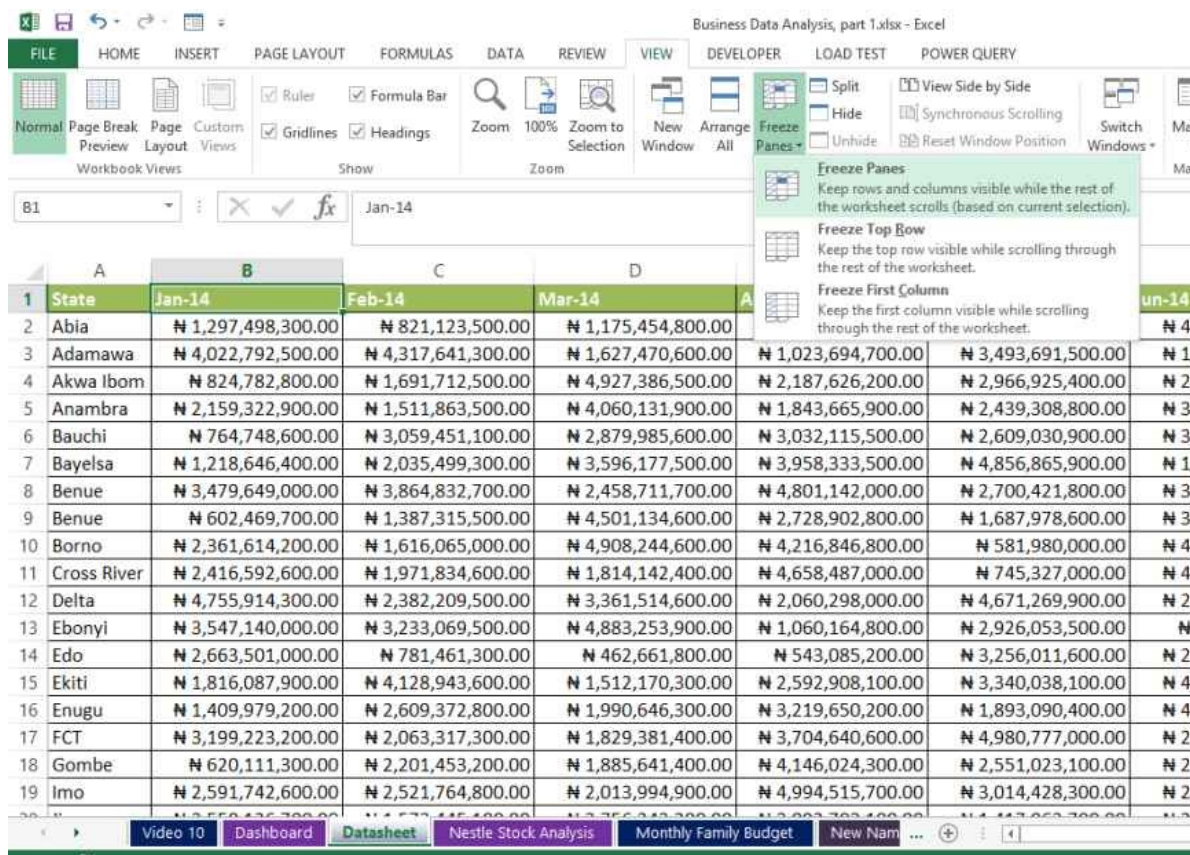 Business Data Analysis, part 1.xlsx - Excel
FILE HOME INSERT PAGE LAYOUT FORMULAS DATA REVIEW VIEW DEVELOPER LOAD TEST POWER QUERY
Normal Page Break Preview Page Layout Custom Views
Workbook Views
Ruler Formula Bar
Gridlines Headings
Show
Zoom 100% Zoom to Selection
Zoom
New Window Arrange All Freeze Panes
Split
Hide
Unhide
View Side by Side
Synchronous Scrolling
Reset Window Position
Switch Windows
Freeze Panes
Keep rows and columns visible while the rest of
the worksheet scrolls (based on current selection).
Freeze Top Row
Keep the top row visible while scrolling through
the rest of the worksheet.
Freeze First Column
Keep the first column visible while scrolling
through the rest of the worksheet.
B1 fx Jan-14
A B C D
1 State Jan-14 Feb-14 Mar-14 A un-14
2 Abia ₦ 1,297,498,300.00 ₦ 821,123,500.00 ₦ 1,175,454,800.00 ₦ 4
3 Adamawa ₦ 4,022,792,500.00 ₦ 4,317,641,300.00 ₦ 1,627,470,600.00 ₦ 1,023,694,700.00 ₦ 3,493,691,500.00 ₦ 1
4 Akwa Ibom ₦ 824,782,800.00 ₦ 1,691,712,500.00 ₦ 4,927,386,500.00 ₦ 2,187,626,200.00 ₦ 2,966,925,400.00 ₦ 2
5 Anambra ₦ 2,159,322,900.00 ₦ 1,511,863,500.00 ₦ 4,060,131,900.00 ₦ 1,843,665,900.00 ₦ 2,439,308,800.00 ₦ 3
6 Bauchi ₦ 764,748,600.00 ₦ 3,059,451,100.00 ₦ 2,879,985,600.00 ₦ 3,032,115,500.00 ₦ 2,609,030,900.00 ₦ 3
7 Bayelsa ₦ 1,218,646,400.00 ₦ 2,035,499,300.00 ₦ 3,596,177,500.00 ₦ 3,958,333,500.00 ₦ 4,856,865,900.00 ₦ 1
8 Benue ₦ 3,479,649,000.00 ₦ 3,864,832,700.00 ₦ 2,458,711,700.00 ₦ 4,801,142,000.00 ₦ 2,700,421,800.00 ₦ 3
9 Benue ₦ 602,469,700.00 ₦ 1,387,315,500.00 ₦ 4,501,134,600.00 ₦ 2,728,902,800.00 ₦ 1,687,978,600.00 ₦ 3
10 Borno ₦ 2,361,614,200.00 ₦ 1,616,065,000.00 ₦ 4,908,244,600.00 ₦ 4,216,846,800.00 ₦ 581,980,000.00 ₦ 4
11 Cross River ₦ 2,416,592,600.00 ₦ 1,971,834,600.00 ₦ 1,814,142,400.00 ₦ 4,658,487,000.00 ₦ 745,327,000.00 ₦ 4
12 Delta ₦ 4,755,914,300.00 ₦ 2,382,209,500.00 ₦ 3,361,514,600.00 ₦ 2,060,298,000.00 ₦ 4,671,269,900.00 ₦ 2
13 Ebonyi ₦ 3,547,140,000.00 ₦ 3,233,069,500.00 ₦ 4,883,253,900.00 ₦ 1,060,164,800.00 ₦ 2,926,053,500.00 ₦
14 Edo ₦ 2,663,501,000.00 ₦ 781,461,300.00 ₦ 462,661,800.00 ₦ 543,085,200.00 ₦ 3,256,011,600.00 ₦ 2
15 Ekiti ₦ 1,816,087,900.00 ₦ 4,128,943,600.00 ₦ 1,512,170,300.00 ₦ 2,592,908,100.00 ₦ 3,340,038,100.00 ₦ 4
16 Enugu ₦ 1,409,979,200.00 ₦ 2,609,372,800.00 ₦ 1,990,646,300.00 ₦ 3,219,650,200.00 ₦ 1,893,090,400.00 ₦ 4
17 FCT ₦ 3,199,223,200.00 ₦ 2,063,317,300.00 ₦ 1,829,381,400.00 ₦ 3,704,640,600.00 ₦ 4,980,777,000.00 ₦ 2
18 Gombe ₦ 620,111,300.00 ₦ 2,201,453,200.00 ₦ 1,885,641,400.00 ₦ 4,146,024,300.00 ₦ 2,551,023,100.00 ₦ 2
19 Imo ₦ 2,591,742,600.00 ₦ 2,521,764,800.00 ₦ 2,013,994,900.00 ₦ 4,994,515,700.00 ₦ 3,014,428,300.00 ₦ 2
Video 10 Dashboard Datasheet Nestle Stock Analysis Monthly Family Budget New Nam ...